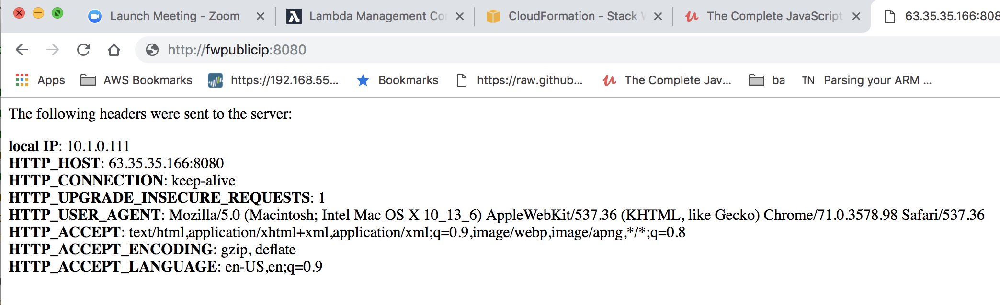 Launch Meeting - Zoom
Lambda Management Con
CloudFormation - Stack W
The Complete JavaScript
63.35.35.166:808
http://fwpublicip:8080
Apps
AWS Bookmarks
https://192.168.55...
Bookmarks
https://raw.github...
The Complete Jav...
ba
TN
Parsing your ARM ...
The following headers were sent to the server:
local IP: 10.1.0.111
HTTP_HOST: 63.35.35.166:8080
HTTP_CONNECTION: keep-alive
HTTP_UPGRADE_INSECURE_REQUESTS: 1
HTTP_USER_AGENT: Mozilla/5.0 (Macintosh; Intel Mac OS X 10_13_6) AppleWebKit/537.36 (KHTML, like Gecko) Chrome/71.0.3578.98 Safari/537.36
HTTP_ACCEPT: text/html,application/xhtml+xml,application/xml;q=0.9,image/webp,image/apng,*/*;q=0.8
HTTP_ACCEPT_ENCODING: gzip, deflate
HTTP_ACCEPT_LANGUAGE: en-US,en;q=0.9